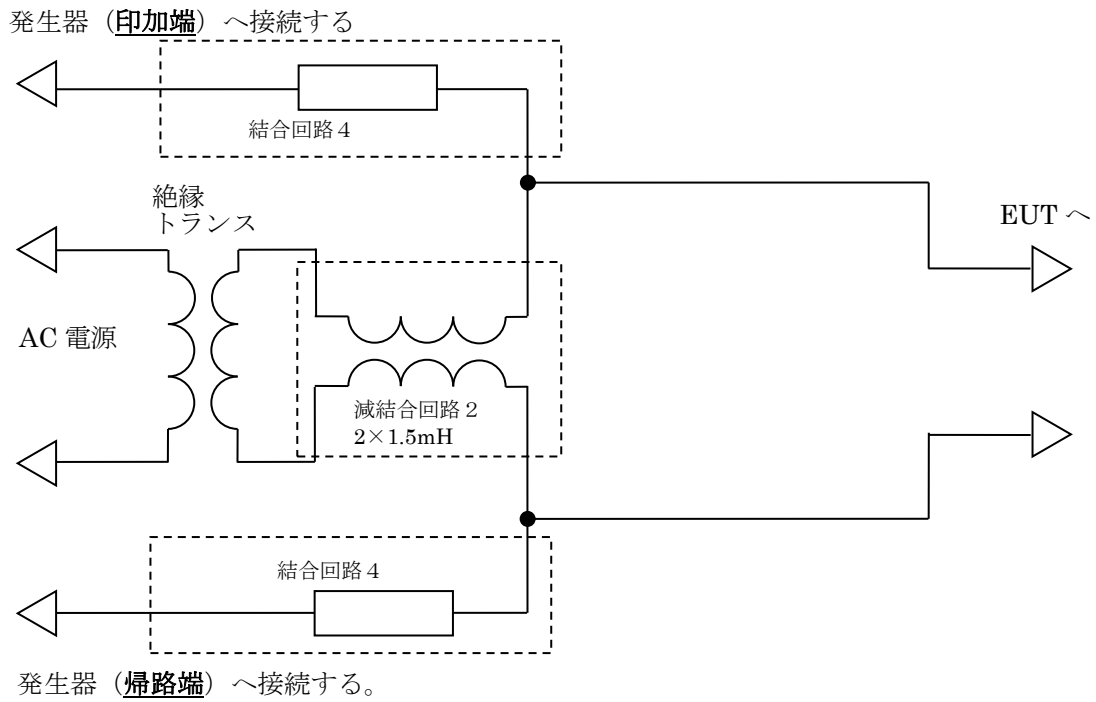 発生器（印加端）へ接続する
結合回路４
絶縁
トランス
EUT へ
AC 電源
減結合回路２
2×1.5mH
結合回路４
発生器（帰路端）へ接続する。